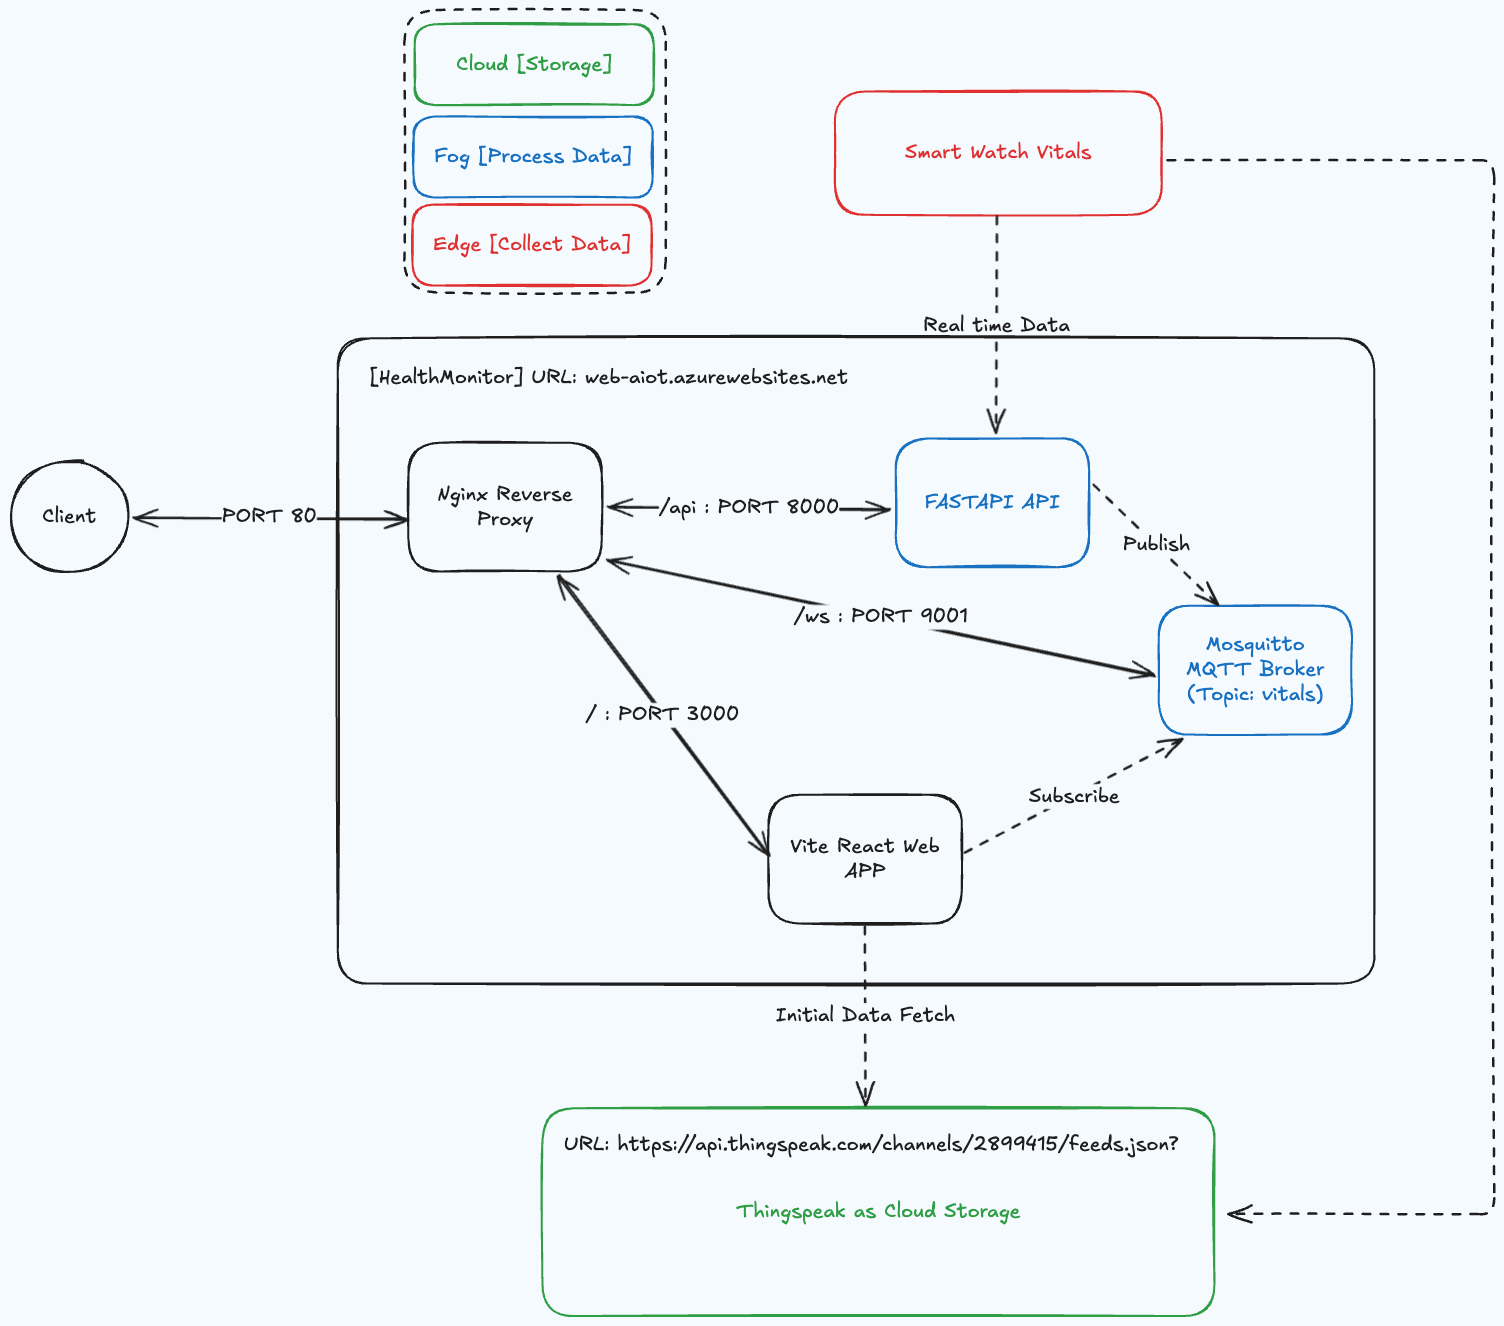 Cloud [Storage]
Fog [Process Data]
Edge [Collect Data]
Smart Watch Vitals
Real time Data
[HealthMonitor] URL: web-aiot.azurewebsites.net
Client
PORT 80
Nginx Reverse
Proxy
/api : PORT 8000
FASTAPI API
Publish
/ws : PORT 9001
Mosquitto
MQTT Broker
(Topic: vitals)
/ : PORT 3000
Subscribe
Vite React Web
APP
Initial Data Fetch
URL: https://api.thingspeak.com/channels/2899415/feeds.json?
Thingspeak as Cloud Storage